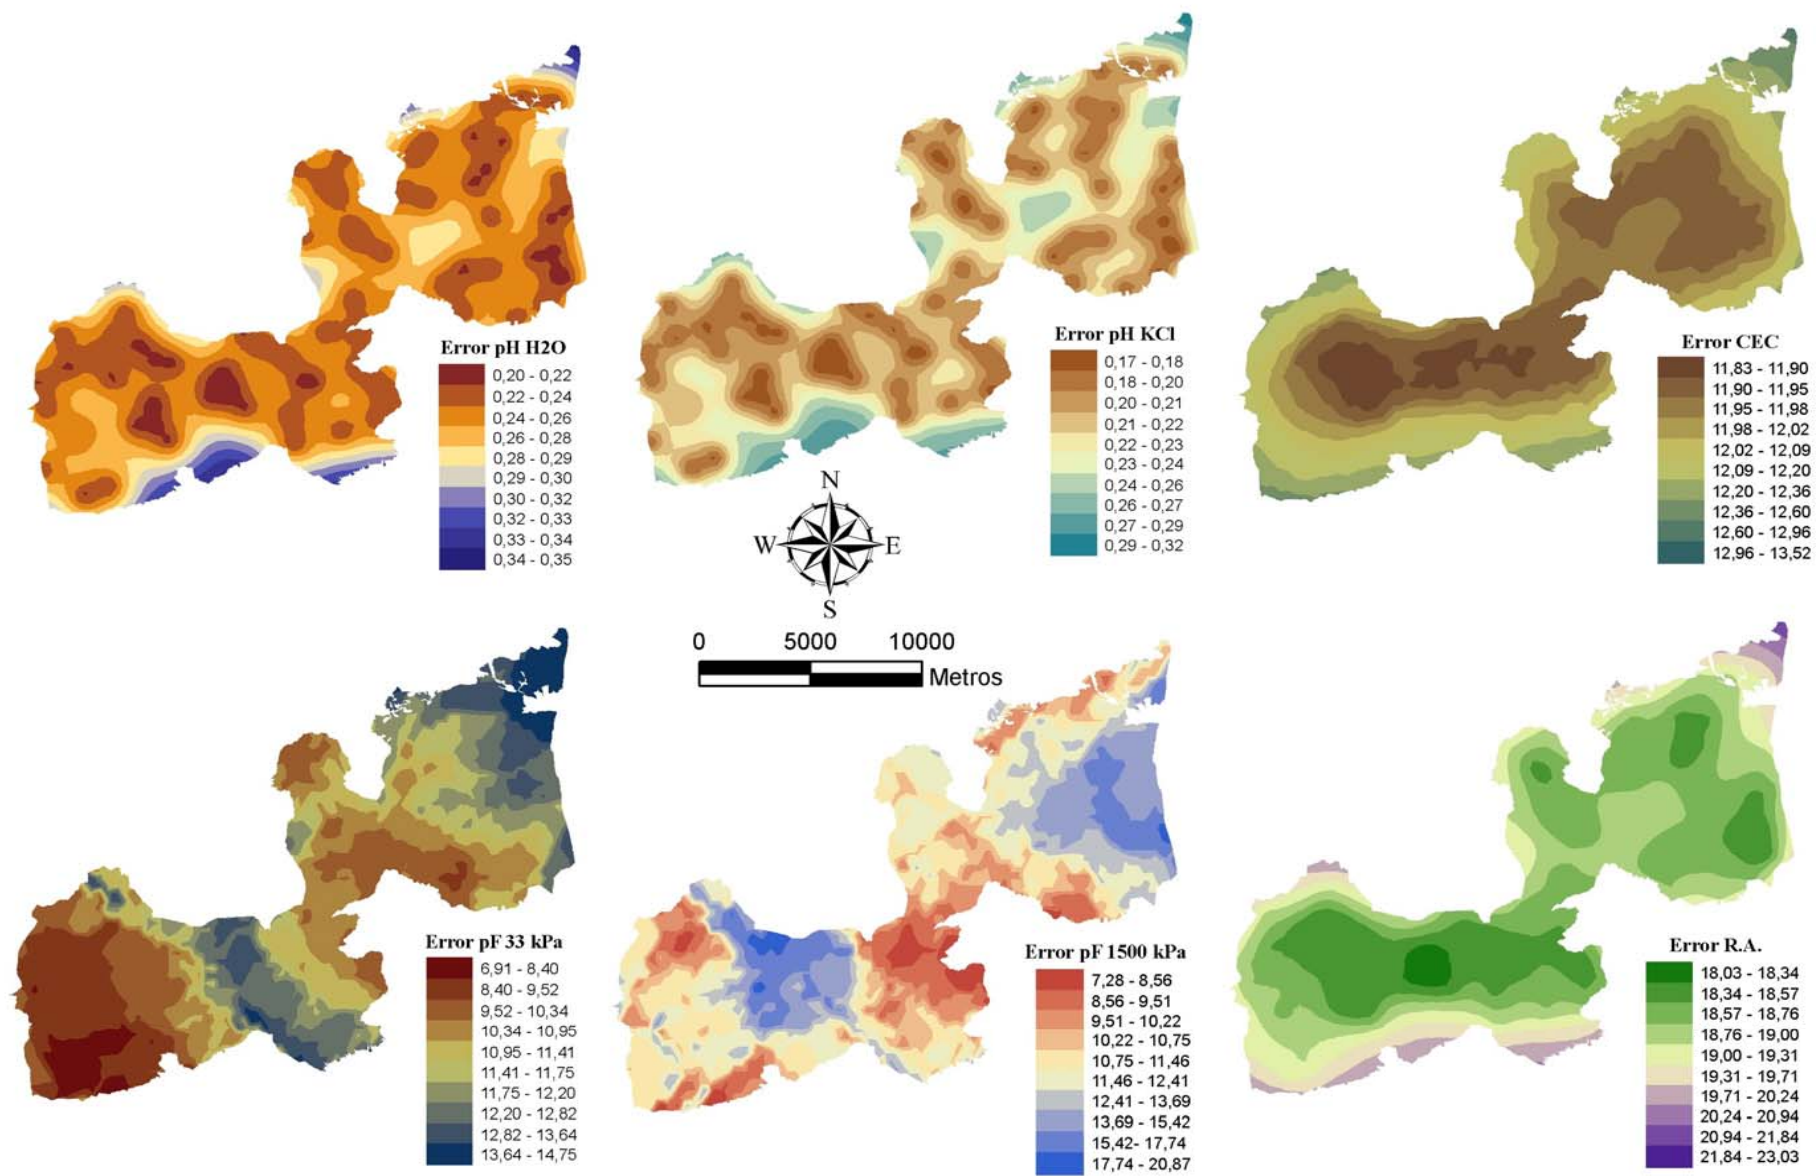 Error pH H2O
0,20 - 0,22
0,22 - 0,24
0,24 - 0,26
0,26 - 0,28
0,28 - 0,29
0,29 - 0,30
0,30 - 0,32
0,32 - 0,33
0,33 - 0,34
0,34 - 0,35
Error pH KCl
0,17 - 0,18
0,18 - 0,20
0,20 - 0,21
0,21 - 0,22
0,22 - 0,23
0,23 - 0,24
0,24 - 0,26
0,26 - 0,27
0,27 - 0,29
0,29 - 0,32
Error CEC
11,83 - 11,90
11,90 - 11,95
11,95 - 11,98
11,98 - 12,02
12,02 - 12,09
12,09 - 12,20
12,20 - 12,36
12,36 - 12,60
12,60 - 12,96
12,96 - 13,52
N
W E
S
0 5000 10000
Metros
Error pF 33 kPa
6,91 - 8,40
8,40 - 9,52
9,52 - 10,34
10,34 - 10,95
10,95 - 11,41
11,41 - 11,75
11,75 - 12,20
12,20 - 12,82
12,82 - 13,64
13,64 - 14,75
Error pF 1500 kPa
7,28 - 8,56
8,56 - 9,51
9,51 - 10,22
10,22 - 10,75
10,75 - 11,46
11,46 - 12,41
12,41 - 13,69
13,69 - 15,42
15,42- 17,74
17,74 - 20,87
Error R.A.
18,03 - 18,34
18,34 - 18,57
18,57 - 18,76
18,76 - 19,00
19,00 - 19,31
19,31 - 19,71
19,71 - 20,24
20,24 - 20,94
20,94 - 21,84
21,84 - 23,03